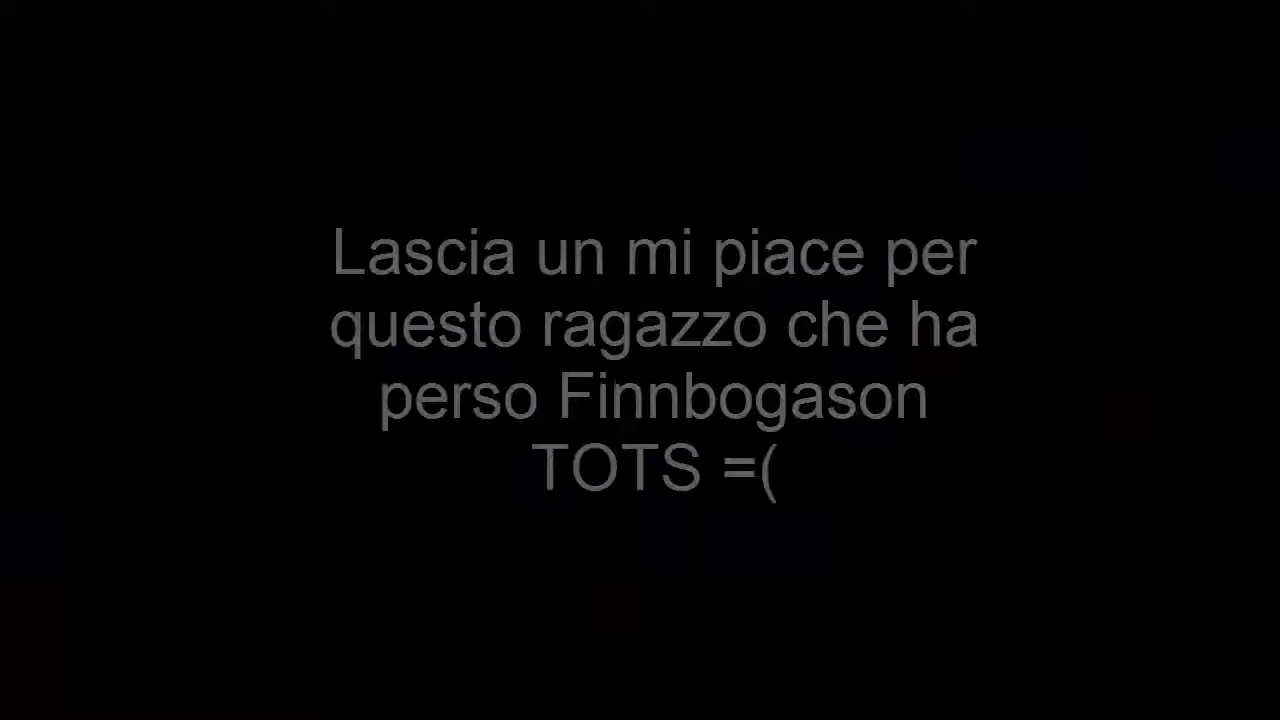 Lascia un mi piace per
questo ragazzo che ha
perso Finnbogason
TOTS =(